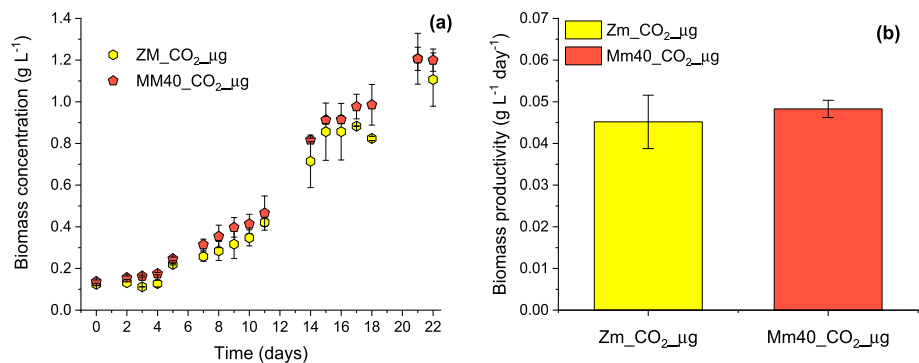 (a)
1.4
1.2
1.0
0.8
0.6
0.4
0.2
0.0
Biomass concentration (g L⁻¹)
ZM_CO₂_µg
MM40_CO₂_µg
0 2 4 6 8 10 12 14 16 18 20 22
Time (days)
(b)
0.07
0.06
0.05
0.04
0.03
0.02
0.01
0.00
Biomass productivity (g L⁻¹ day⁻¹)
Zm_CO₂_µg
Mm40_CO₂_µg
Zm_CO₂_µg Mm40_CO₂_µg